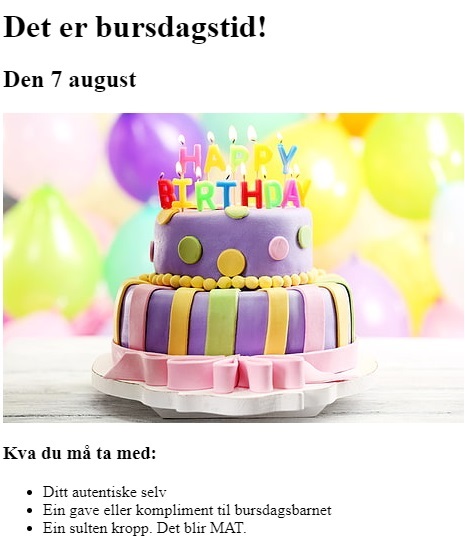 Det er bursdagstid!
Den 7 august
HAPPY
BIRTHDAY
Kva du må ta med:
Ditt autentiske selv
Ein gave eller kompliment til bursdagsbarnet
Ein sulten kropp. Det blir MAT.